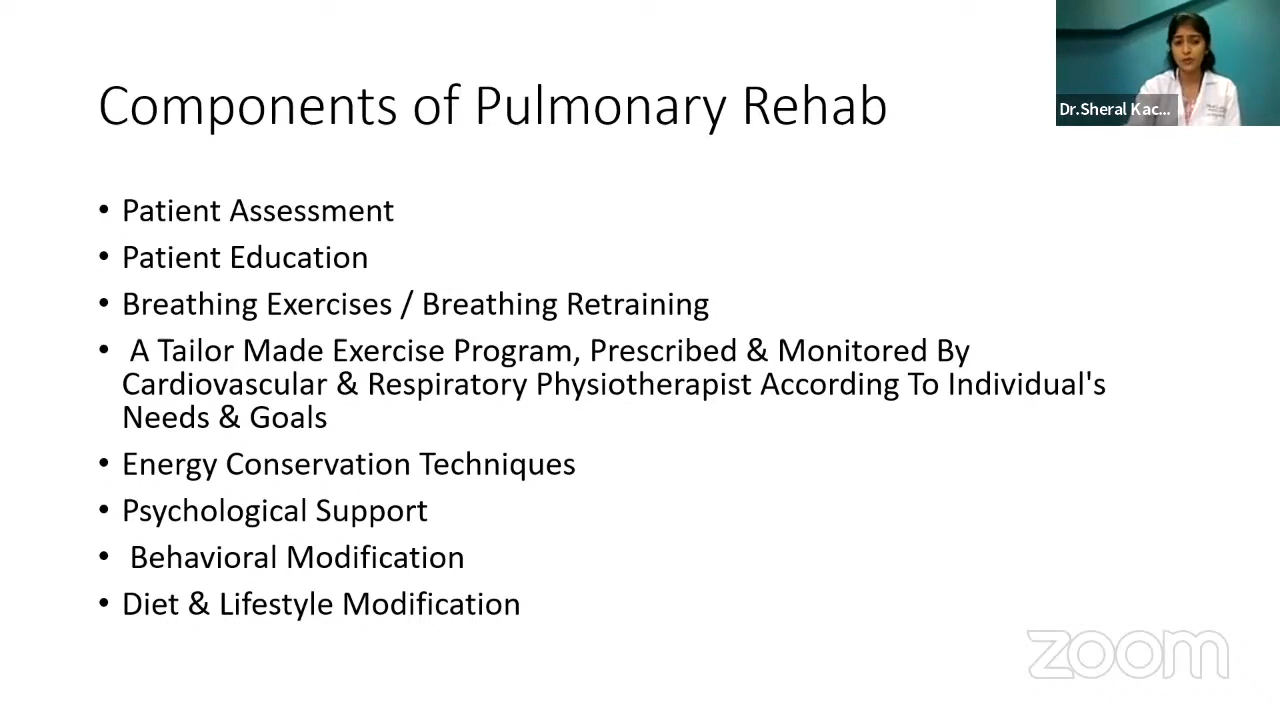 Components of Pulmonary Rehab
Dr.Sheral Kac...
• Patient Assessment
• Patient Education
• Breathing Exercises / Breathing Retraining
• A Tailor Made Exercise Program, Prescribed & Monitored By
Cardiovascular & Respiratory Physiotherapist According To Individual's
Needs & Goals
• Energy Conservation Techniques
• Psychological Support
• Behavioral Modification
• Diet & Lifestyle Modification
zoom